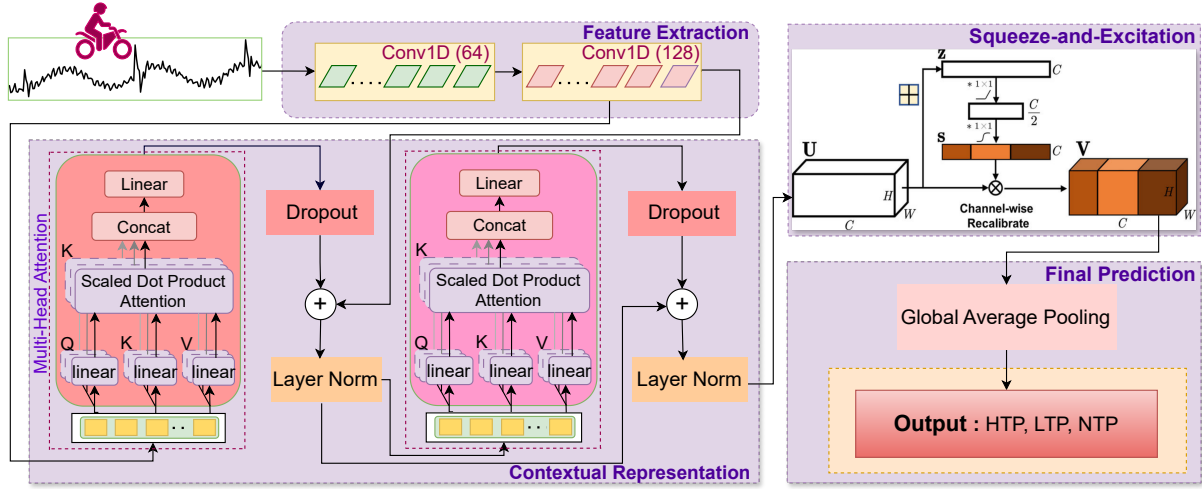 Feature Extraction
Conv1D (64)
Conv1D (128)
Multi-Head Attention
Linear
Concat
K
Scaled Dot Product
Attention
Q
K
V
linear
linear
linear
Dropout
+
Layer Norm
Linear
Concat
K
Scaled Dot Product
Attention
Q
K
V
linear
linear
linear
Dropout
+
Layer Norm
Contextual Representation
Squeeze-and-Excitation
z
C
* 1×1
C/2
* 1×1
s
C
U
H
W
C
Channel-wise
Recalibrate
V
H
W
C
Final Prediction
Global Average Pooling
Output : HTP, LTP, NTP